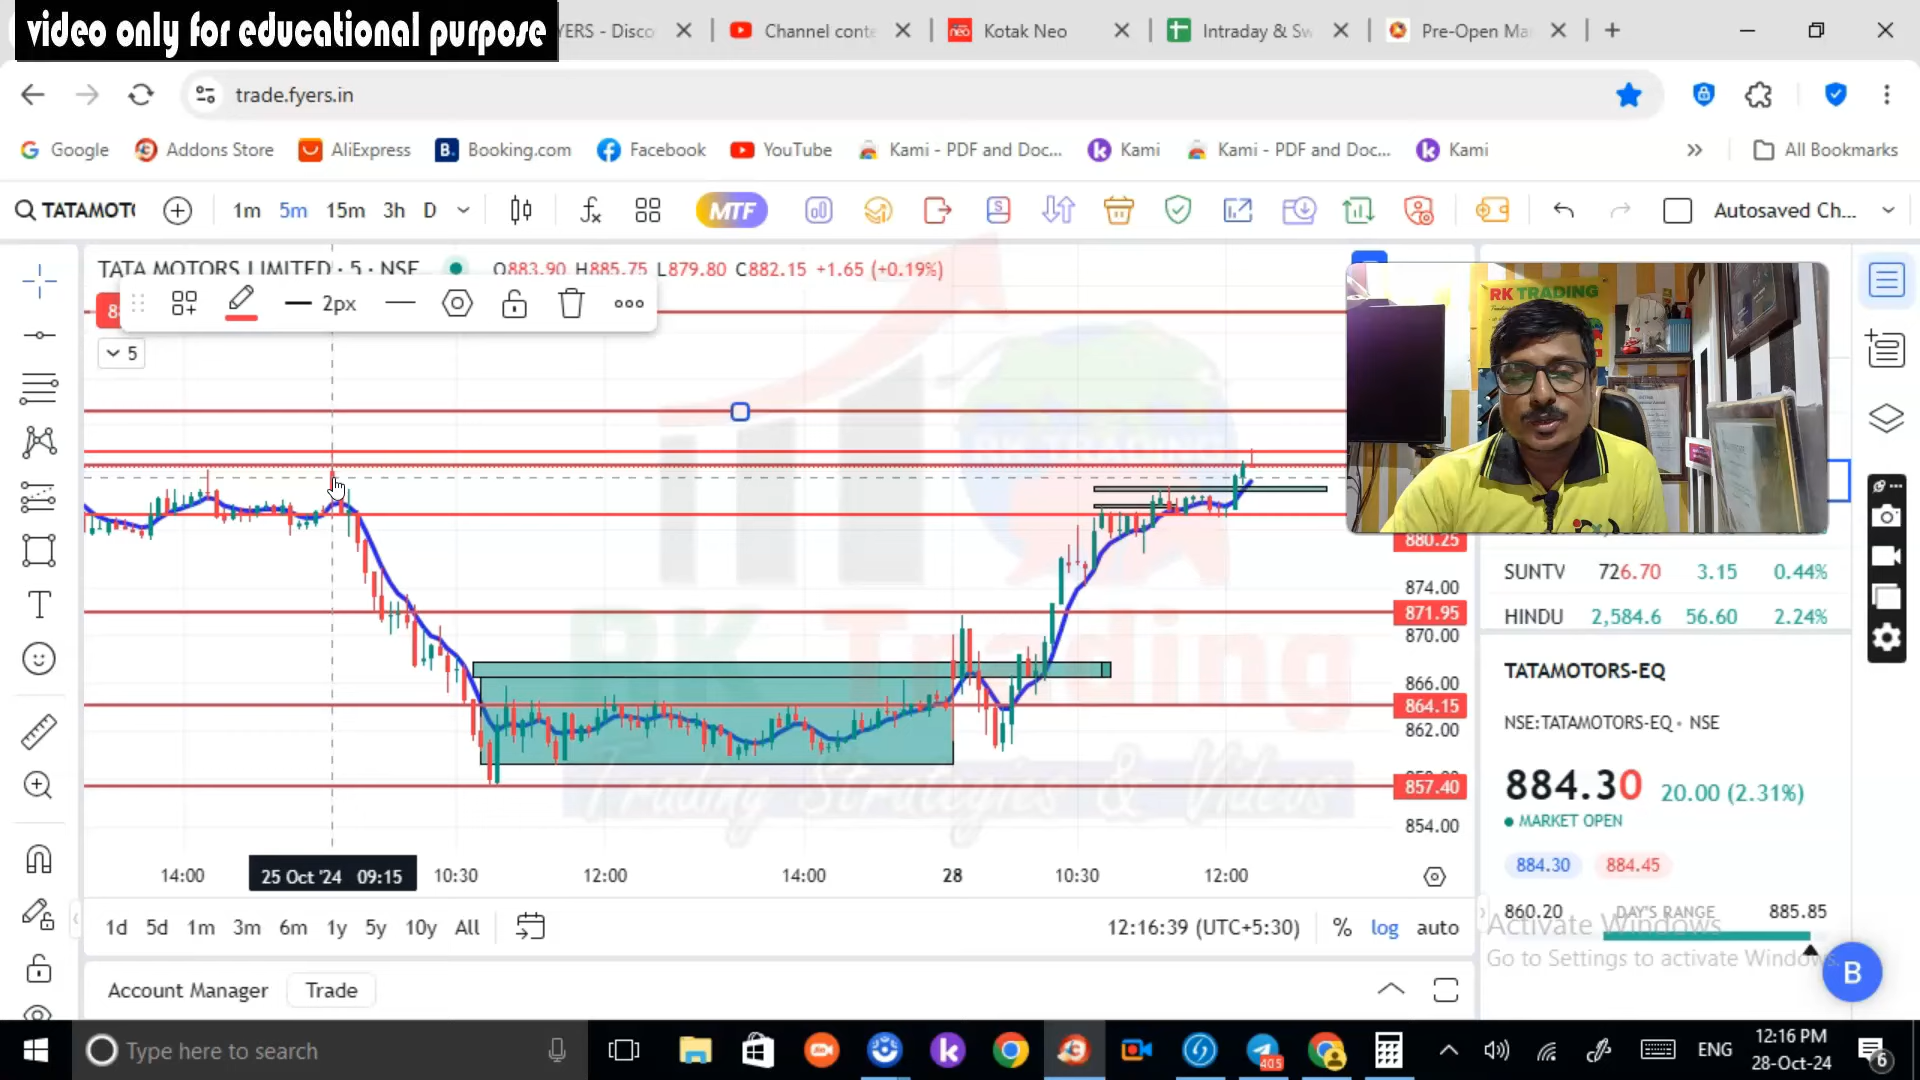 video only for educational purpose
YERS - Disco
Channel conte
Kotak Neo
Intraday & Sw
Pre-Open Ma
trade.fyers.in
Google
Addons Store
AliExpress
Booking.com
Facebook
YouTube
Kami - PDF and Doc...
Kami
Kami - PDF and Doc...
Kami
All Bookmarks
TATAMOT
1m
5m
15m
3h
D
MTF
Autosaved Ch...
TATA MOTORS LIMITED · 5 · NSE
O883.90 H885.75 L879.80 C882.15 +1.65 (+0.19%)
2px
5
RK TRADING
RK TRADING
RK Trading
Trading Strategies & Videos
880.25
874.00
871.95
870.00
866.00
864.15
862.00
857.40
854.00
SUNTV 726.70 3.15 0.44%
HINDU 2,584.6 56.60 2.24%
TATAMOTORS-EQ
NSE:TATAMOTORS-EQ • NSE
884.30 20.00 (2.31%)
MARKET OPEN
884.30 884.45
860.20 DAY'S RANGE 885.85
14:00
25 Oct '24 09:15
10:30
12:00
14:00
28
10:30
12:00
1d 5d 1m 3m 6m 1y 5y 10y All
12:16:39 (UTC+5:30)
% log auto
Activate Windows
Go to Settings to activate Windows.
Account Manager
Trade
B
Type here to search
405
ENG
12:16 PM
28-Oct-24
6